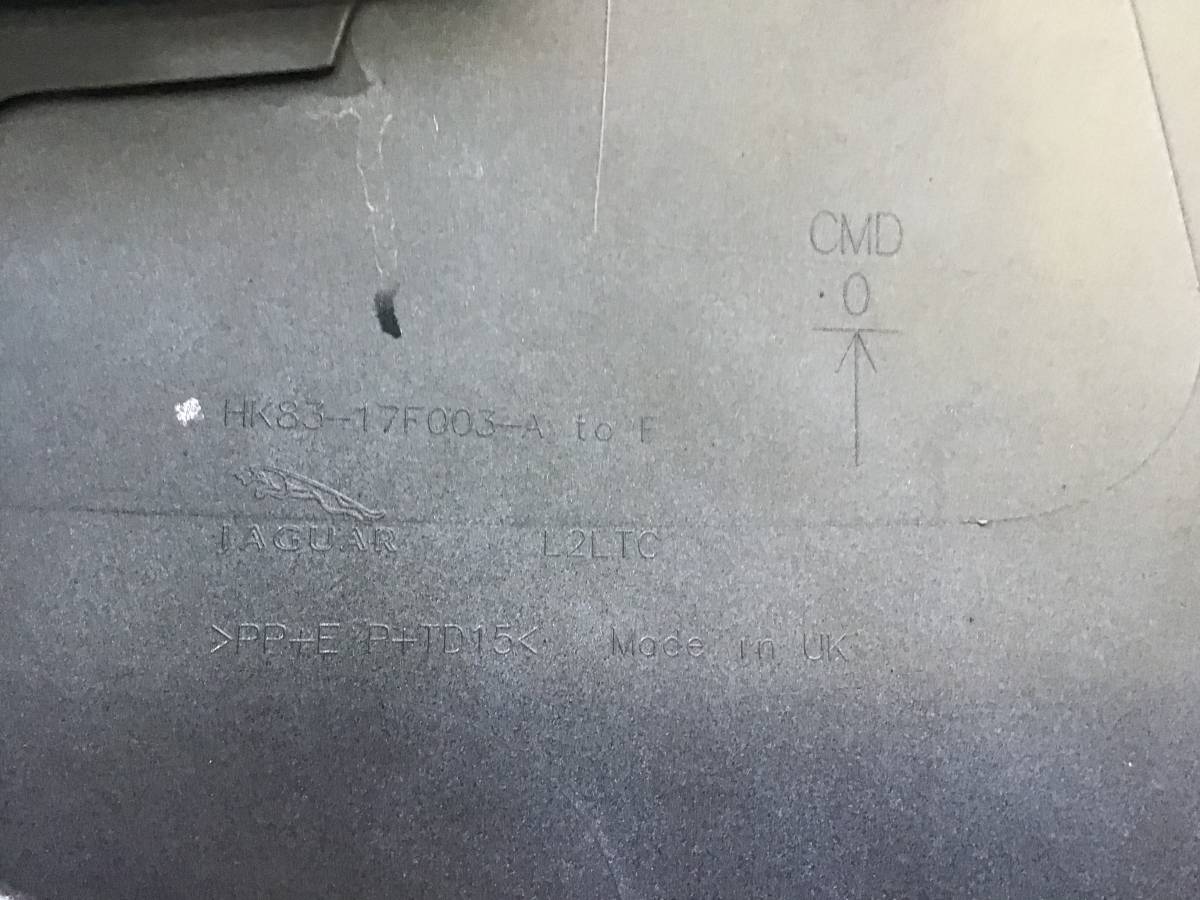 CMD
0
HK83-17F003-A to F
JAGUAR L2LTC
>PP+E P+TD15< Made in UK